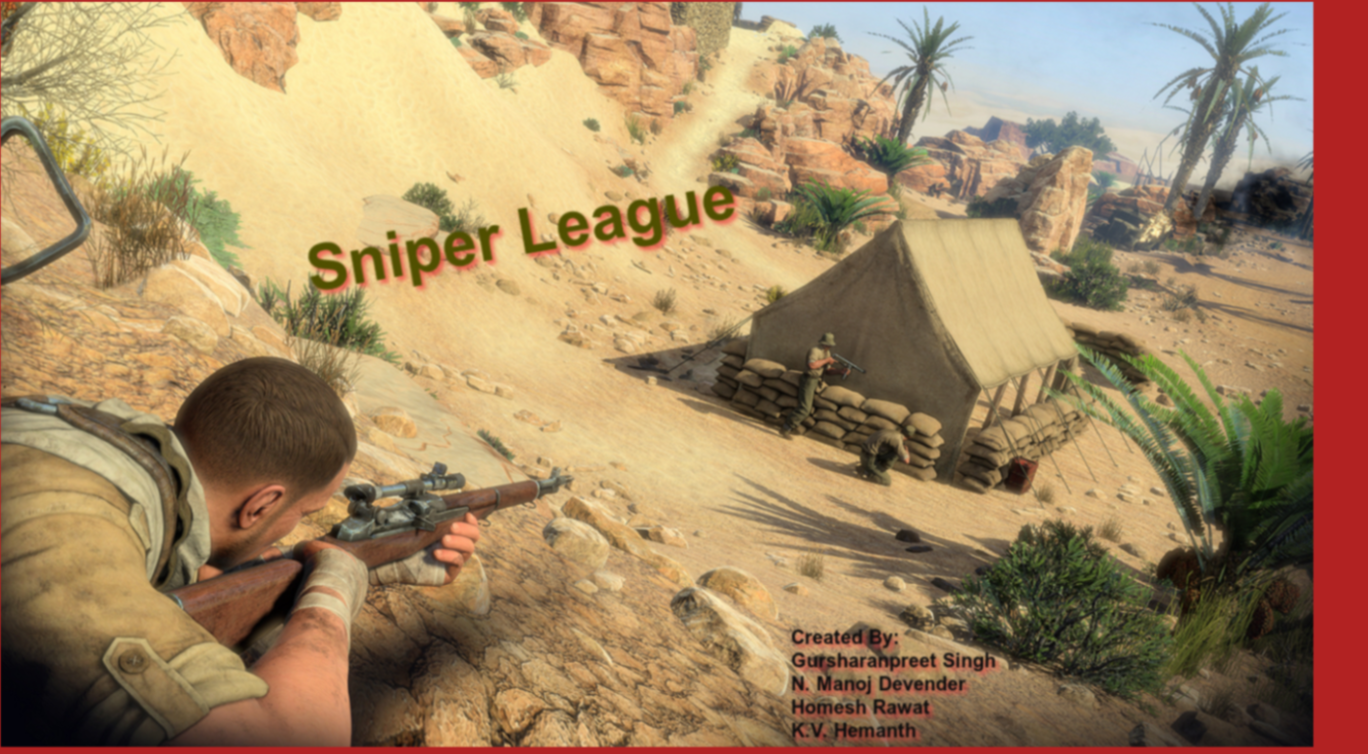 Sniper League
Created By:
Gursharanpreet Singh
N. Manoj Devender
Homesh Rawat
K.V. Hemanth